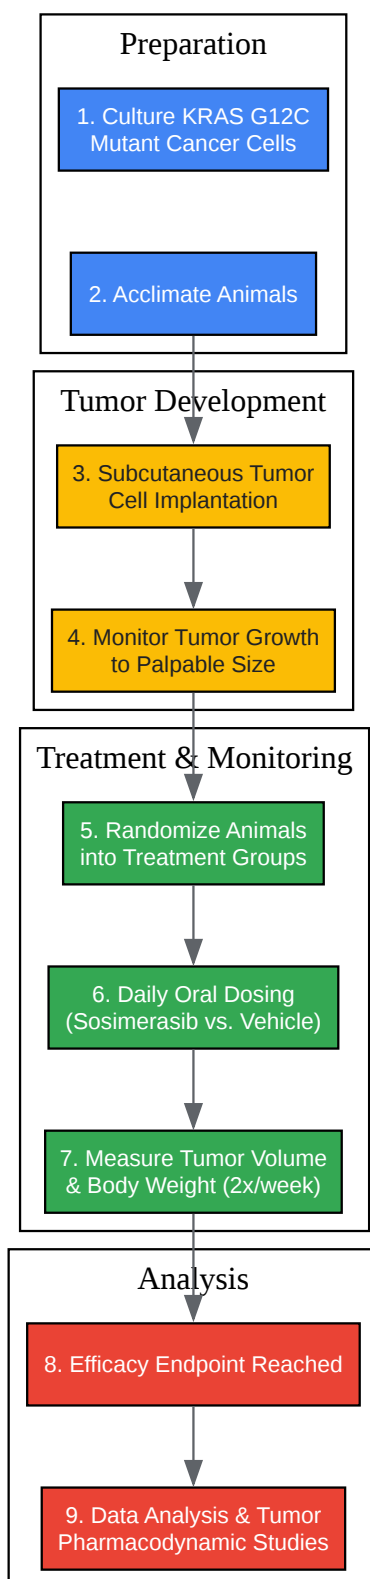 Preparation
1. Culture KRAS G12C
Mutant Cancer Cells
2. Acclimate Animals
Tumor Development
3. Subcutaneous Tumor
Cell Implantation
4. Monitor Tumor Growth
to Palpable Size
Treatment & Monitoring
5. Randomize Animals
into Treatment Groups
6. Daily Oral Dosing
(Sosimerasib vs. Vehicle)
7. Measure Tumor Volume
& Body Weight (2x/week)
Analysis
8. Efficacy Endpoint Reached
9. Data Analysis & Tumor
Pharmacodynamic Studies